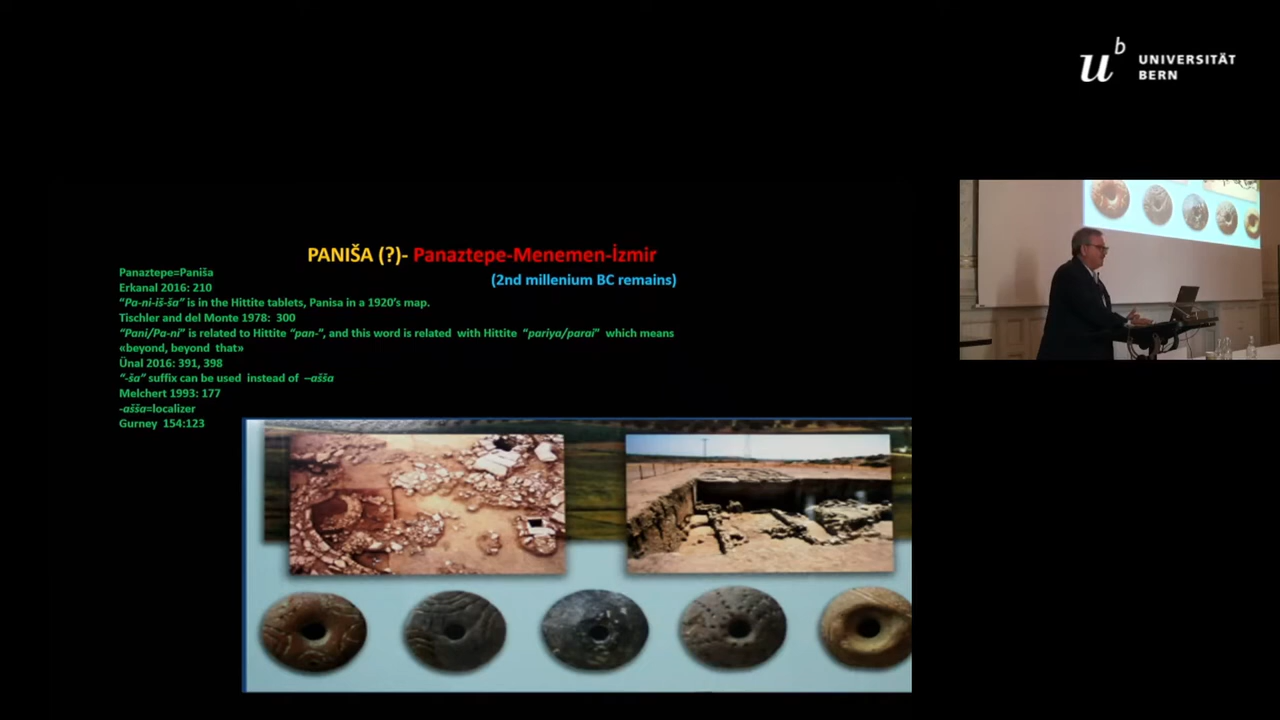 u^b
UNIVERSITÄT
BERN
PANIŠA (?)- Panaztepe-Menemen-İzmir
(2nd millenium BC remains)
Panaztepe=Paniša
Erkanal 2016: 210
“Pa-ni-iš-ša” is in the Hittite tablets, Panisa in a 1920’s map.
Tischler and del Monte 1978: 300
“Pani/Pa-ni” is related to Hittite “pan-”, and this word is related with Hittite “pariya/parai” which means
«beyond, beyond that»
Ünal 2016: 391, 398
“-ša” suffix can be used instead of –ašša
Melchert 1993: 177
-ašša=localizer
Gurney 154:123